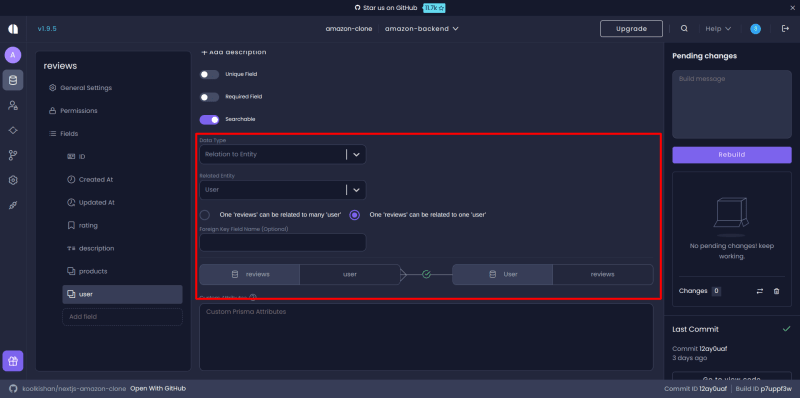 Star us on GitHub 11.7k
v1.9.5
amazon-clone
amazon-backend
Upgrade
Help
A
reviews
General Settings
Permissions
Fields
ID
Created At
Updated At
rating
description
products
user
Add field
+ Add description
Unique Field
Required Field
Searchable
Data Type
Relation to Entity
Related Entity
User
One 'reviews' can be related to many 'user'
One 'reviews' can be related to one 'user'
Foreign Key Field Name (Optional)
reviews
user
User
reviews
Custom Attributes
Custom Prisma Attributes
Pending changes
Build message
Rebuild
No pending changes! keep
working.
Changes 0
Last Commit
Commit 12ay0uaf
3 days ago
Go to view code
koolkishan/nextjs-amazon-clone Open With GitHub
Commit ID 12ay0uaf
Build ID p7uppf3w